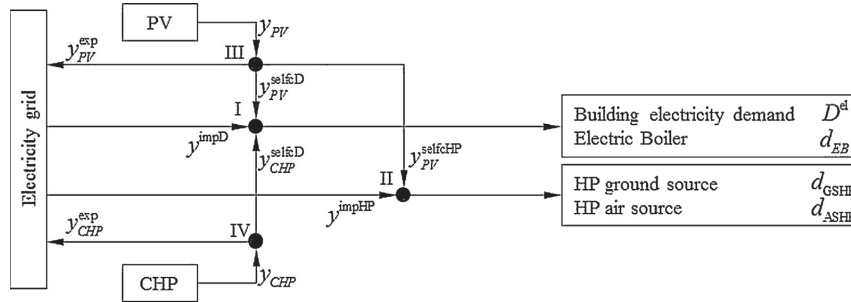 PV
y_PV
y_PV^exp
III
y_PV^selfcD
I
Electricity grid
Building electricity demand D^el
Electric Boiler d_EB
y^impD
y_CHP^selfcD
y_PV^selfcHP
II
HP ground source d_GSHP
HP air source d_ASHP
y^impHP
y_CHP^exp
IV
CHP
y_CHP